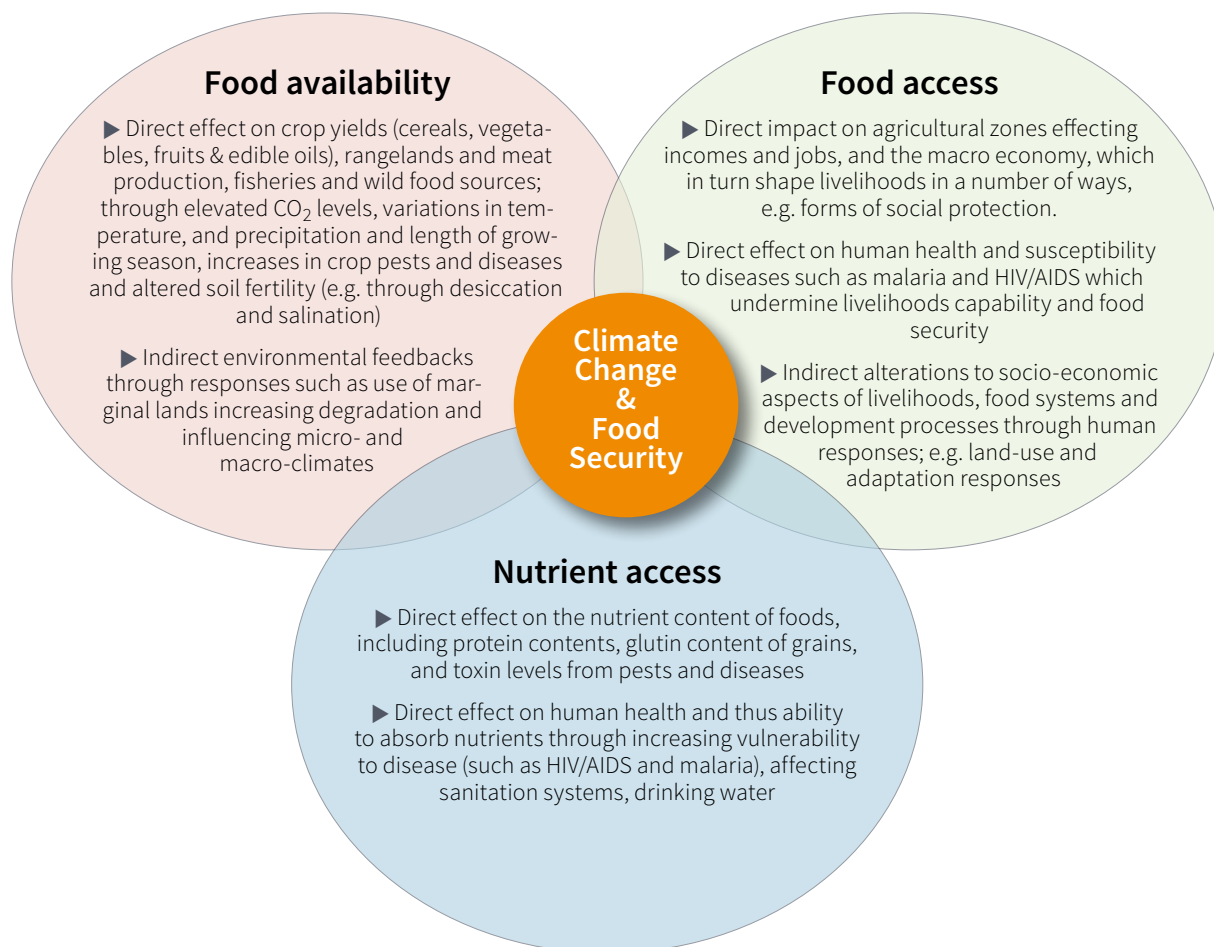 Food availability
▶ Direct effect on crop yields (cereals, vegeta-
bles, fruits & edible oils), rangelands and meat
production, fisheries and wild food sources;
through elevated CO₂ levels, variations in tem-
perature, and precipitation and length of grow-
ing season, increases in crop pests and diseases
and altered soil fertility (e.g. through desiccation
and salination)
▶ Indirect environmental feedbacks
through responses such as use of mar-
ginal lands increasing degradation and
influencing micro- and
macro-climates
Food access
▶ Direct impact on agricultural zones effecting
incomes and jobs, and the macro economy, which
in turn shape livelihoods in a number of ways,
e.g. forms of social protection.
▶ Direct effect on human health and susceptibility
to diseases such as malaria and HIV/AIDS which
undermine livelihoods capability and food
security
▶ Indirect alterations to socio-economic
aspects of livelihoods, food systems and
development processes through human
responses; e.g. land-use and
adaptation responses
Climate
Change
&
Food
Security
Nutrient access
▶ Direct effect on the nutrient content of foods,
including protein contents, glutin content of grains,
and toxin levels from pests and diseases
▶ Direct effect on human health and thus ability
to absorb nutrients through increasing vulnerability
to disease (such as HIV/AIDS and malaria), affecting
sanitation systems, drinking water